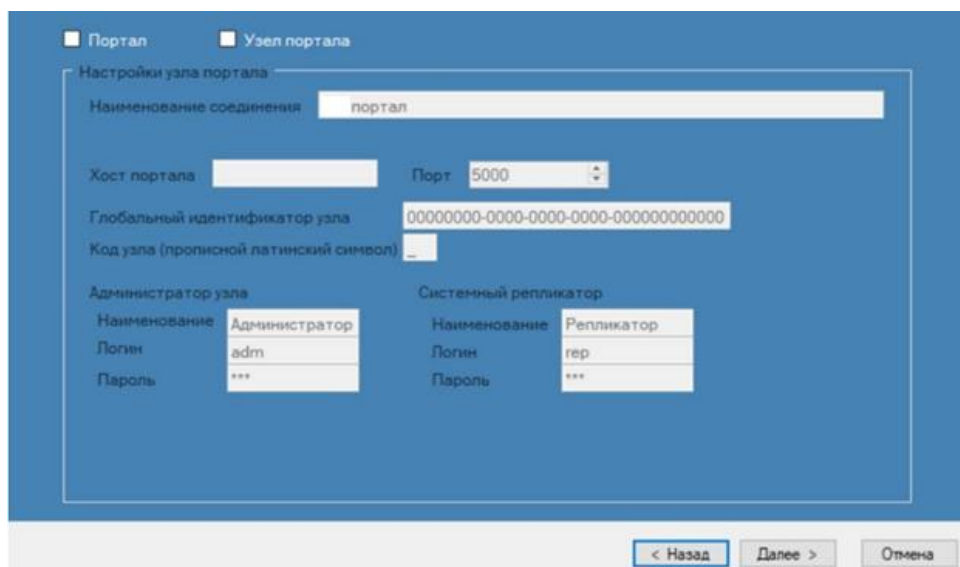 Портал Узел портала
Настройки узла портала
Наименование соединения портал
Хост портала Порт 5000
Глобальный идентификатор узла 00000000-0000-0000-0000-000000000000
Код узла (прописной латинский символ) _
Администратор узла Системный репликатор
Наименование Администратор Наименование Репликатор
Логин adm Логин rep
Пароль *** Пароль ***
< Назад Далее > Отмена